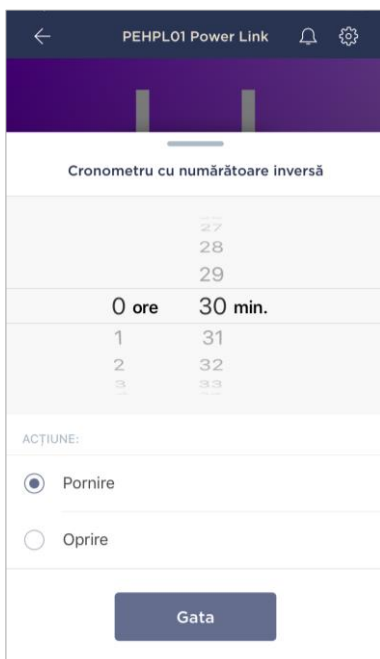 PEHPL01 Power Link
Cronometru cu numărătoare inversă
27
28
29
0 ore 30 min.
1 31
2 32
3 33
ACȚIUNE:
Pornire
Oprire
Gata